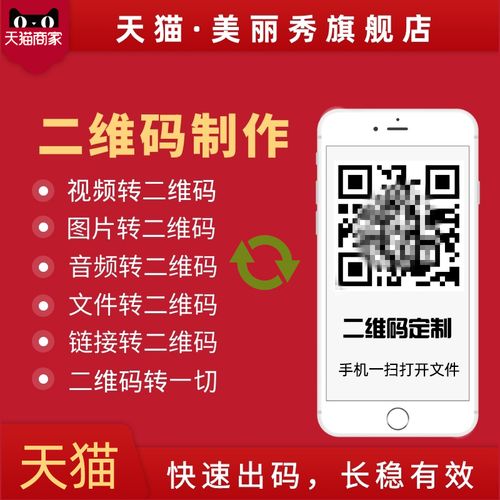 天猫商家
天猫·美丽秀旗舰店
二维码制作
视频转二维码
图片转二维码
音频转二维码
文件转二维码
链接转二维码
二维码转一切
二维码定制
手机一扫打开文件
天猫
快速出码，长稳有效